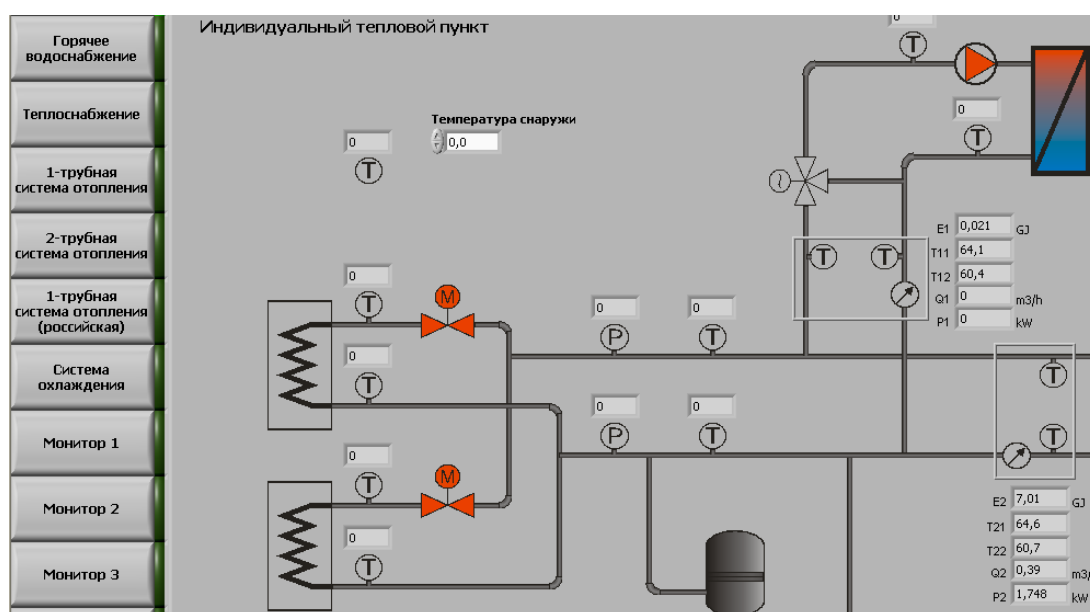 Индивидуальный тепловой пункт
Горячее
водоснабжение
Теплоснабжение
1-трубная
система отопления
2-трубная
система отопления
1-трубная
система отопления
(российская)
Система
охлаждения
Монитор 1
Монитор 2
Монитор 3
0
T
Температура снаружи
0,0
0
T
0
T
0
T
M
0
T
0
T
M
0
T
0
P
0
T
0
P
0
T
T
T
E1 0,021 GJ
T11 64,1
T12 60,4
Q1 0 m3/h
P1 0 kW
T
T
E2 7,01 GJ
T21 64,6
T22 60,7
Q2 0,39 m3/
P2 1,748 kW